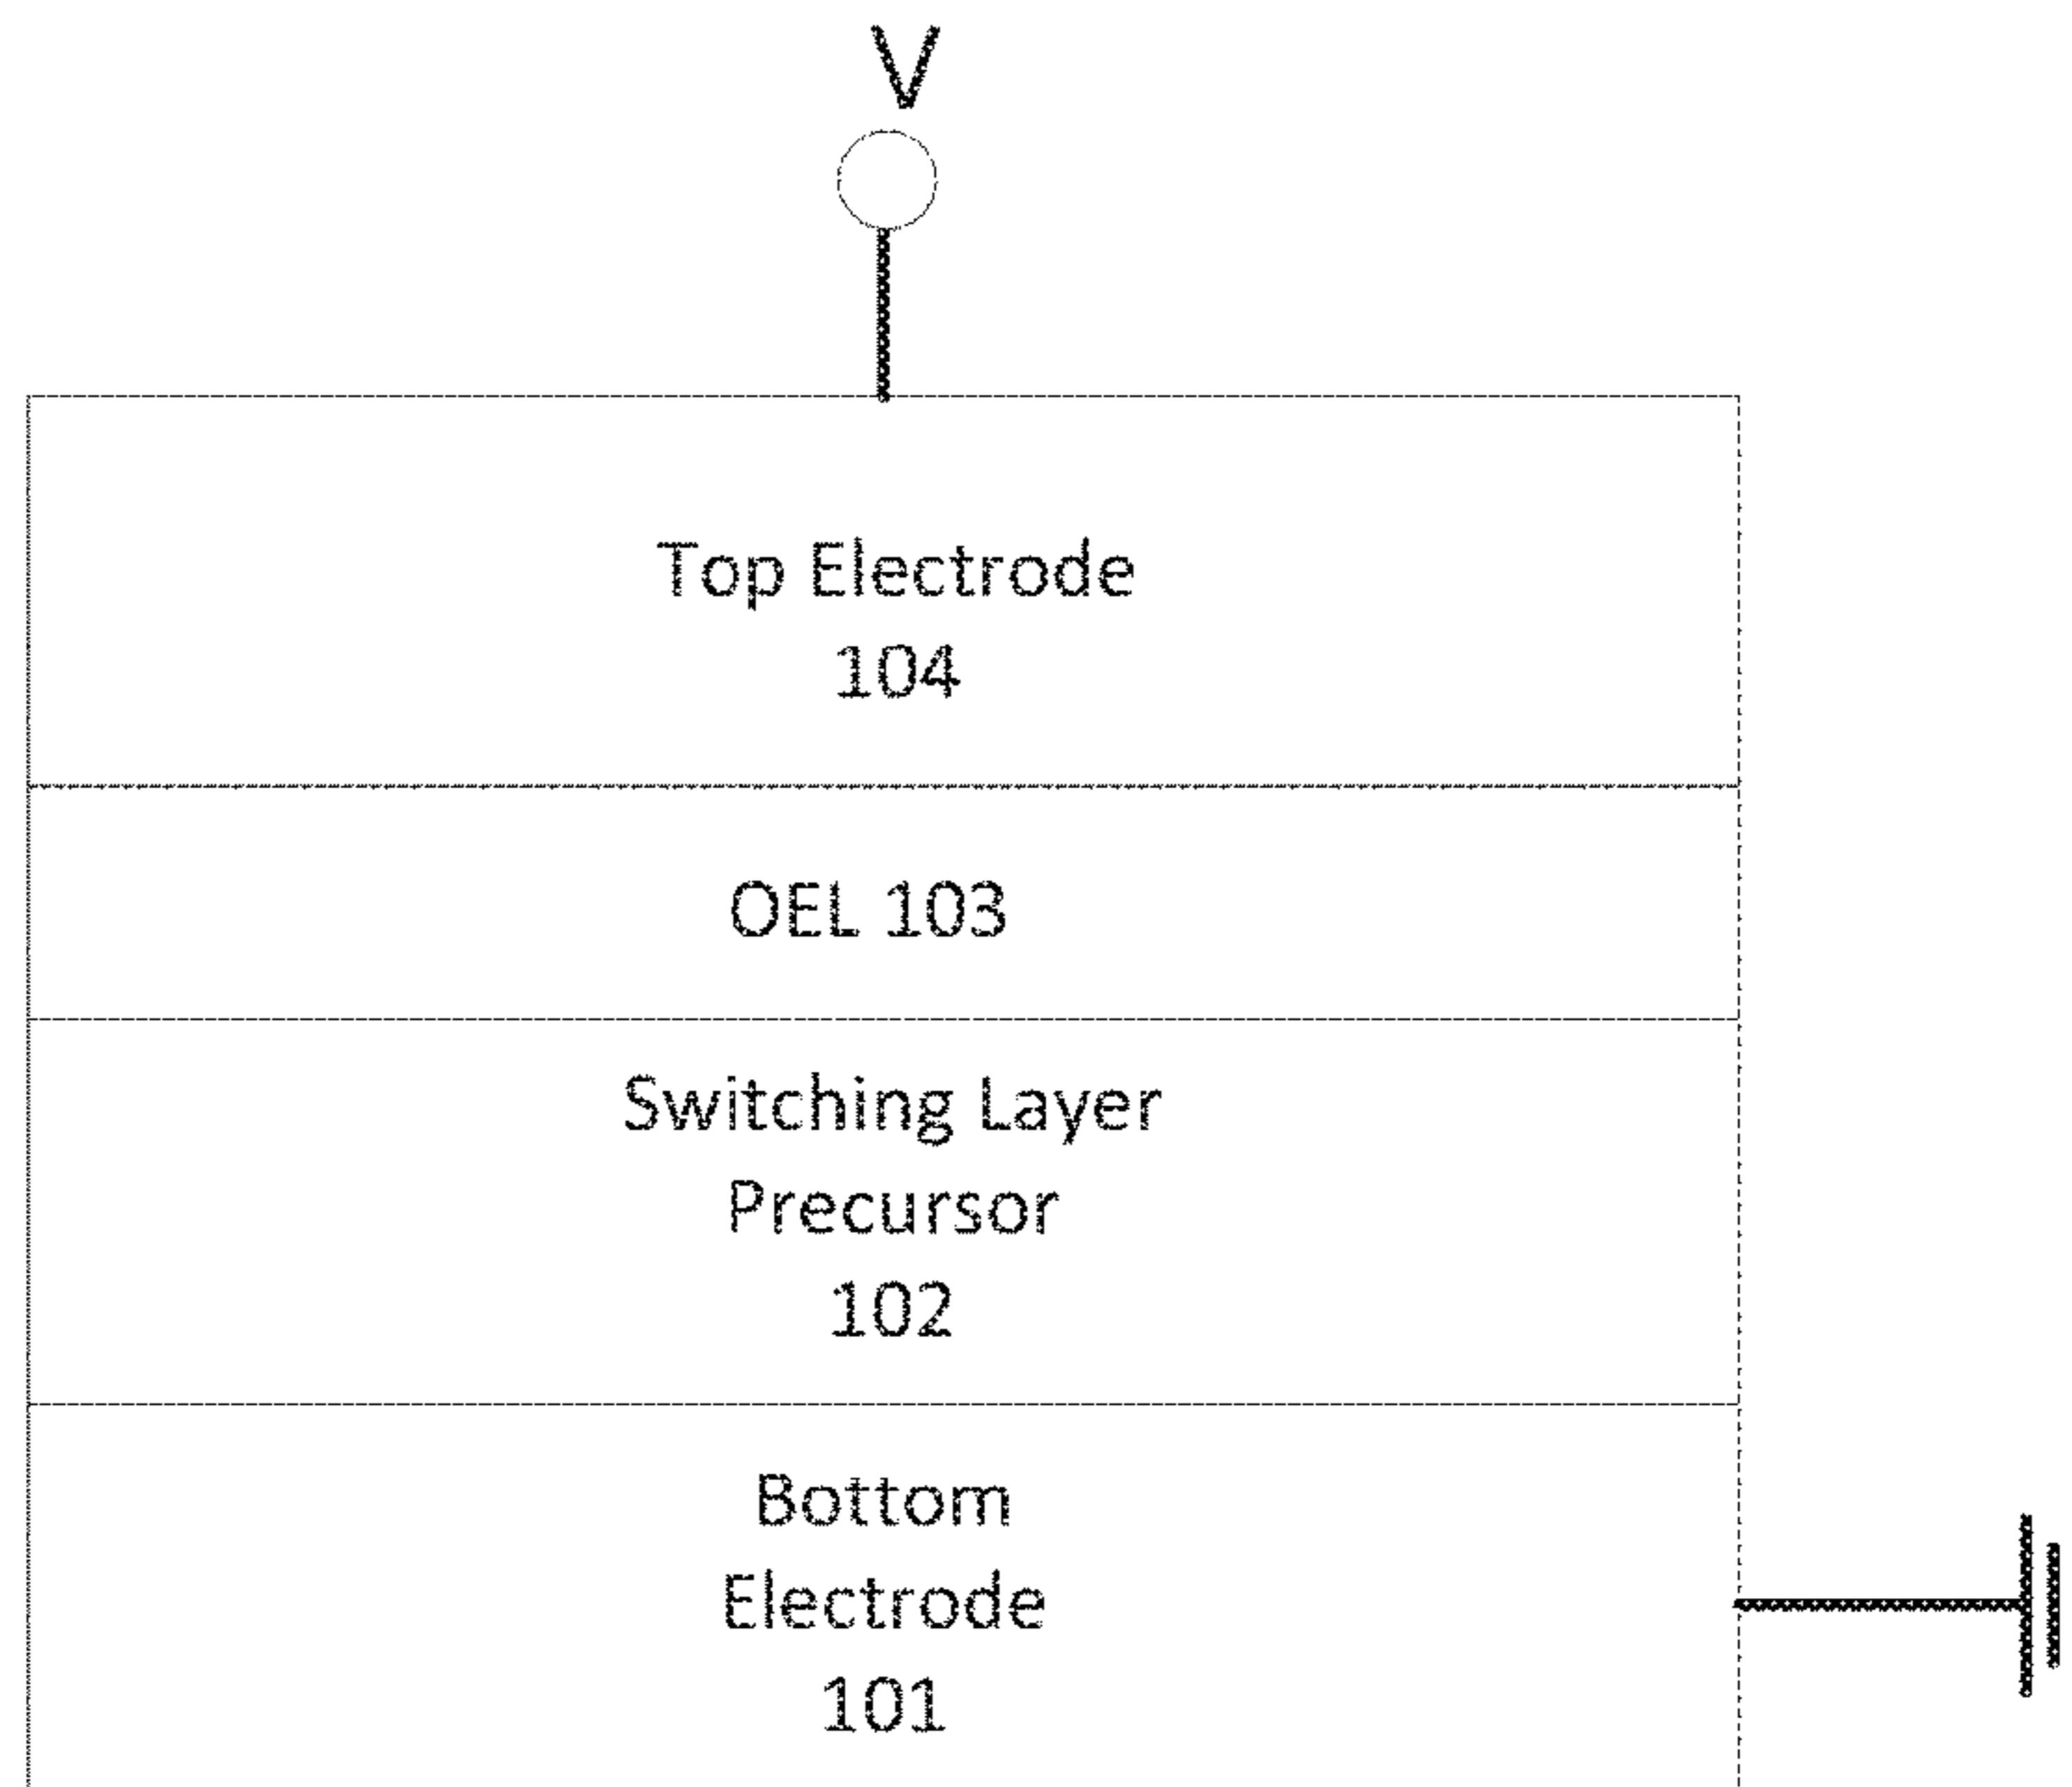 V
Top Electrode
104
OEL 103
Switching Layer
Precursor
102
Bottom
Electrode
101